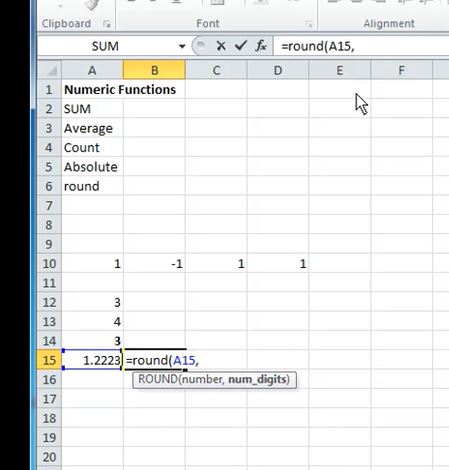 Clipboard Font Alignment
SUM fx =round(A15,
A B C D E F
1 Numeric Functions
2 SUM
3 Average
4 Count
5 Absolute
6 round
7
8
9
10 1 -1 1 1
11
12 3
13 4
14 3
15 1.2223 =round(A15,
16 ROUND(number, num_digits)
17
18
19
20